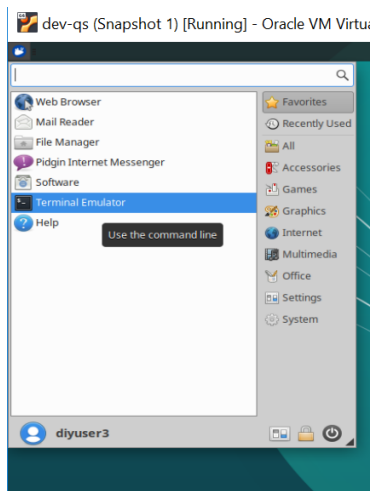 dev-qs (Snapshot 1) [Running] - Oracle VM Virtua
Web Browser
Mail Reader
File Manager
Pidgin Internet Messenger
Software
Terminal Emulator
Help
Use the command line
Favorites
Recently Used
All
Accessories
Games
Graphics
Internet
Multimedia
Office
Settings
System
diyuser3